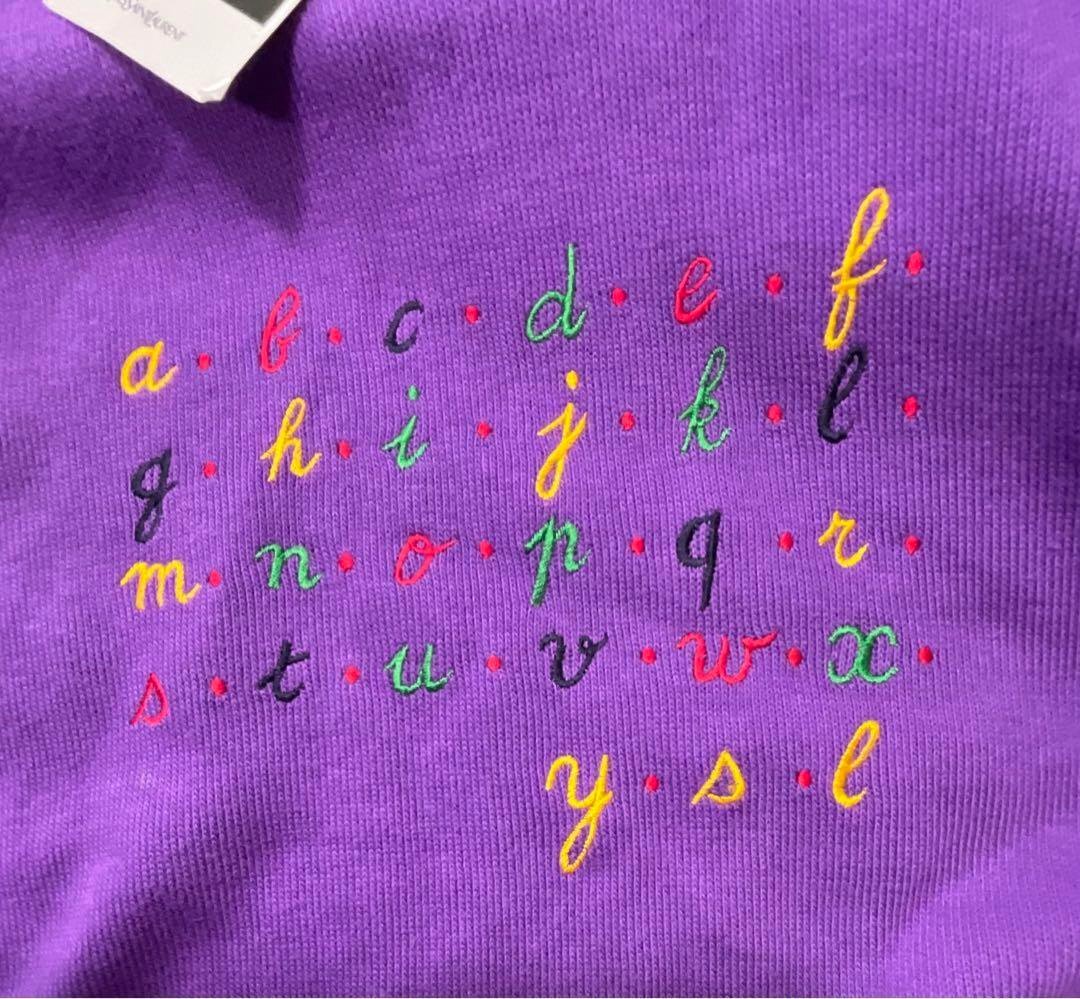 a · b · c · d · e · f ·
g · h · i · j · k · l ·
m · n · o · p · q · r ·
s · t · u · v · w · x ·
y · s · l